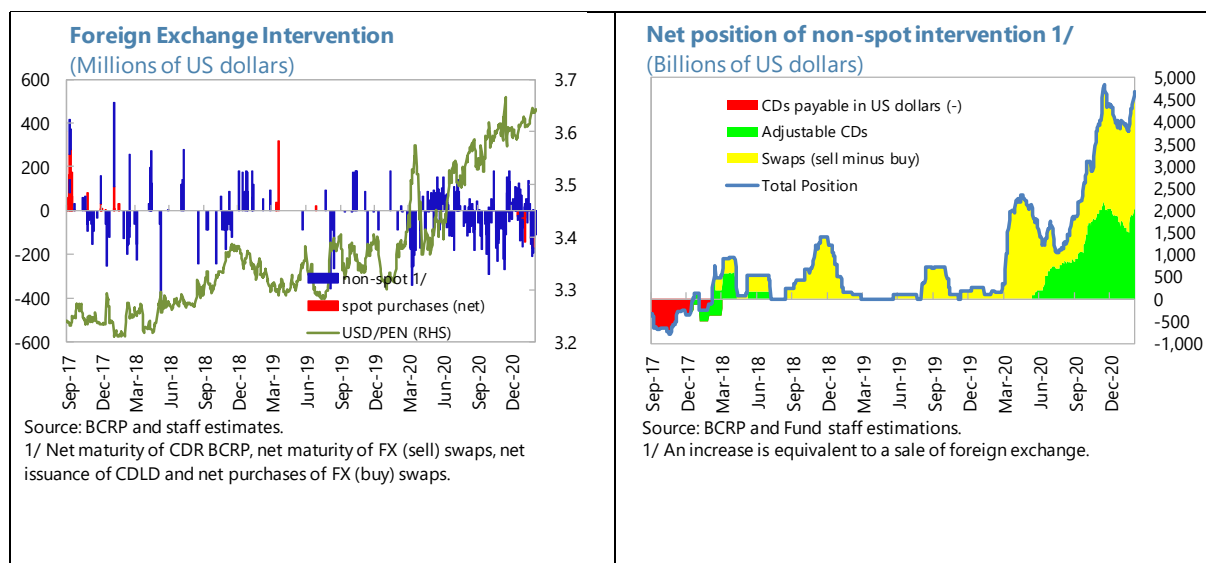 Foreign Exchange Intervention
(Millions of US dollars)
600
400
200
0
-200
-400
-600
3.7
3.6
3.5
3.4
3.3
3.2
non-spot 1/
spot purchases (net)
USD/PEN (RHS)
Sep-17
Dec-17
Mar-18
Jun-18
Sep-18
Dec-18
Mar-19
Jun-19
Sep-19
Dec-19
Mar-20
Jun-20
Sep-20
Dec-20
Source: BCRP and staff estimates.
1/ Net maturity of CDR BCRP, net maturity of FX (sell) swaps, net
issuance of CDLD and net purchases of FX (buy) swaps.
Net position of non-spot intervention 1/
(Billions of US dollars)
CDs payable in US dollars (-)
Adjustable CDs
Swaps (sell minus buy)
Total Position
5,000
4,500
4,000
3,500
3,000
2,500
2,000
1,500
1,000
500
0
-500
-1,000
Sep-17
Dec-17
Mar-18
Jun-18
Sep-18
Dec-18
Mar-19
Jun-19
Sep-19
Dec-19
Mar-20
Jun-20
Sep-20
Dec-20
Source: BCRP and Fund staff estimations.
1/ An increase is equivalent to a sale of foreign exchange.